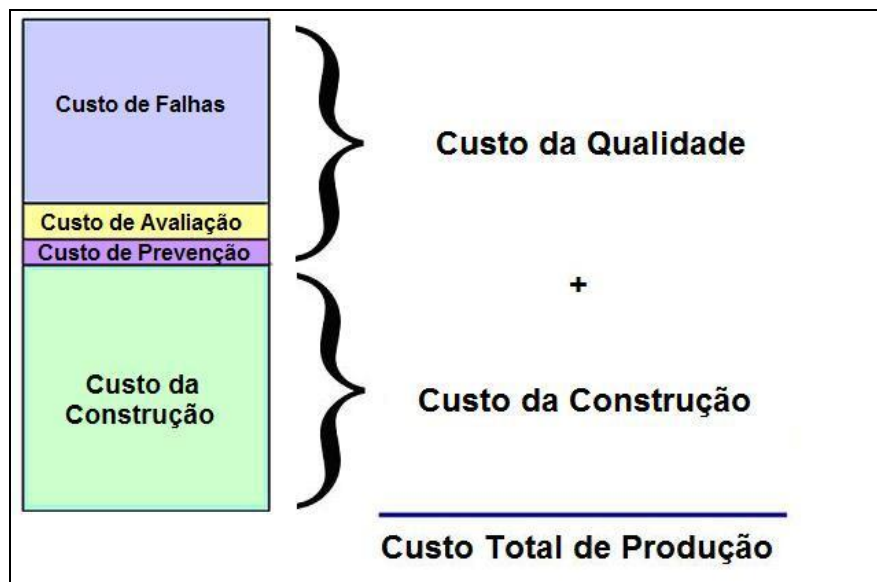 Custo de Falhas
Custo de Avaliação
Custo de Prevenção
Custo da
Construção
Custo da Qualidade
+
Custo da Construção
Custo Total de Produção